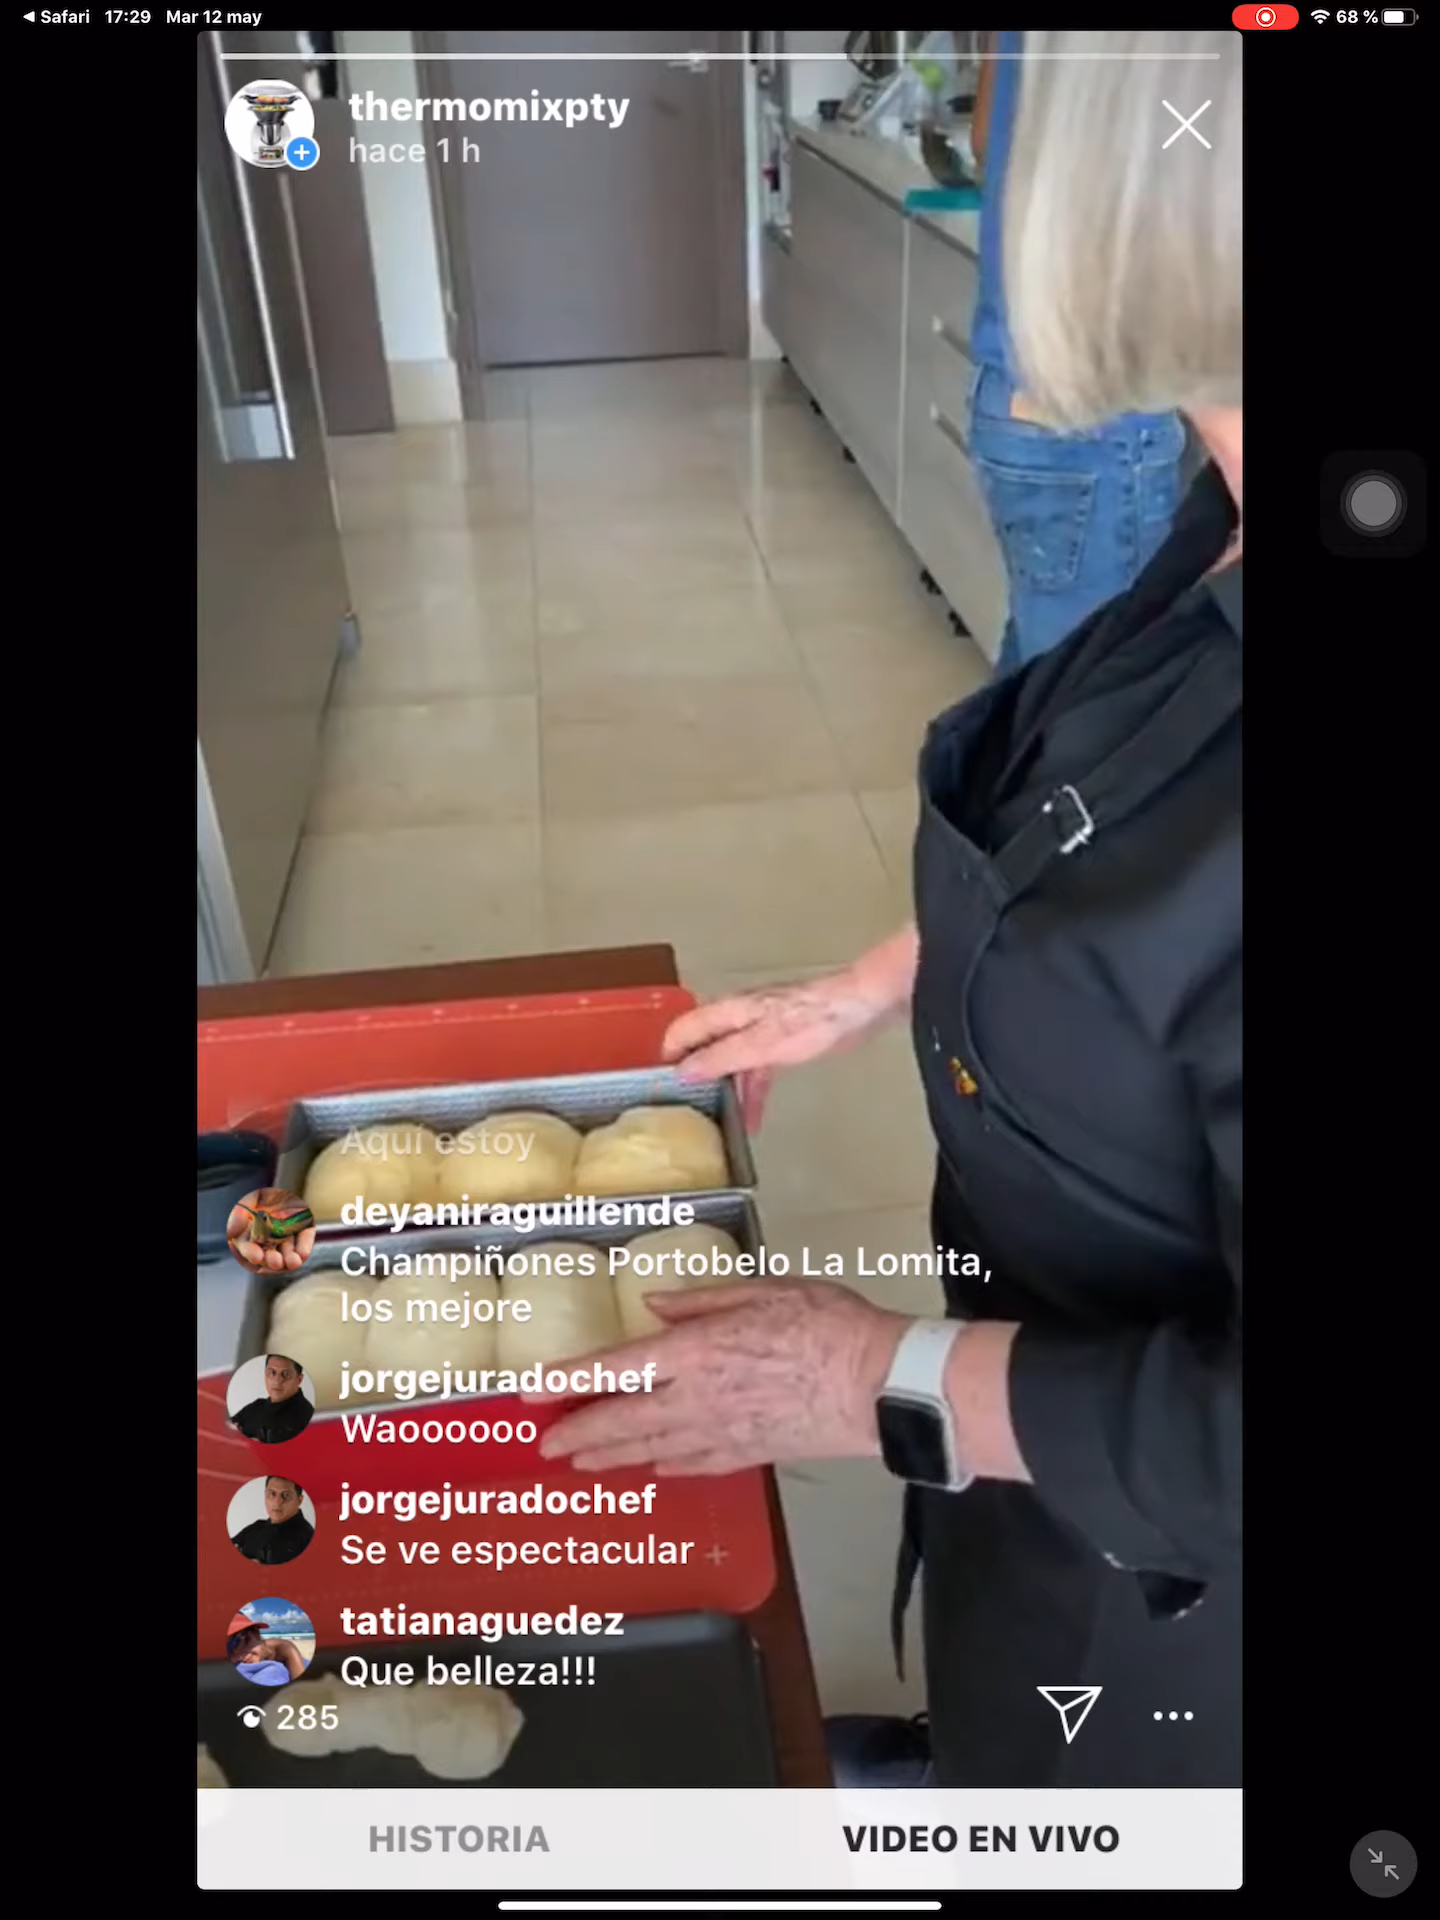 Safari 17:29 Mar 12 may
68 %
thermomixpty
hace 1 h
Aquí estoy
deyaniraguillende
Champiñones Portobelo La Lomita,
los mejore
jorgejuradochef
Waoooooo
jorgejuradochef
Se ve espectacular
tatianaguedez
Que belleza!!!
285
HISTORIA
VIDEO EN VIVO